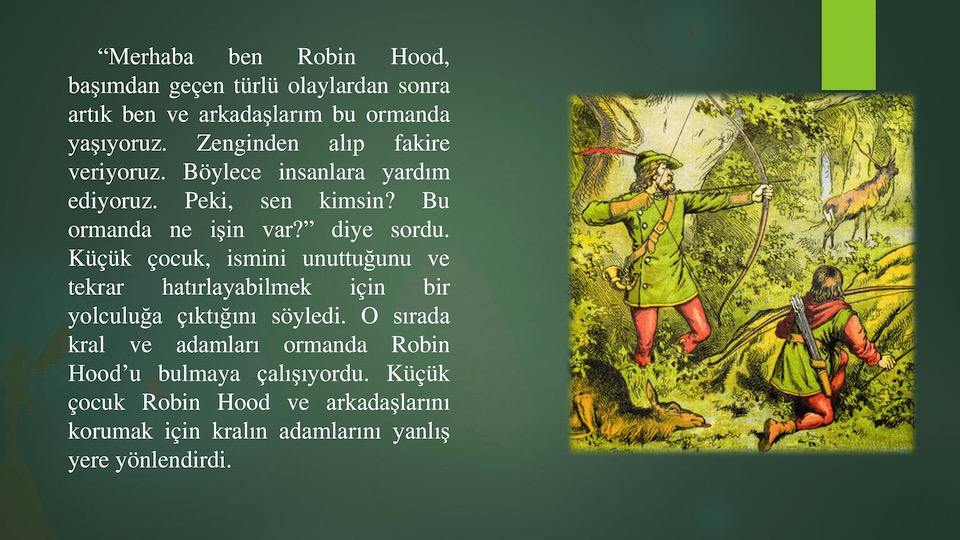 “Merhaba ben Robin Hood,
başımdan geçen türlü olaylardan sonra
artık ben ve arkadaşlarım bu ormanda
yaşıyoruz. Zenginden alıp fakire
veriyoruz. Böylece insanlara yardım
ediyoruz. Peki, sen kimsin? Bu
ormanda ne işin var?” diye sordu.
Küçük çocuk, ismini unuttuğunu ve
tekrar hatırlayabilmek için bir
yolculuğa çıktığını söyledi. O sırada
kral ve adamları ormanda Robin
Hood’u bulmaya çalışıyordu. Küçük
çocuk Robin Hood ve arkadaşlarını
korumak için kralın adamlarını yanlış
yere yönlendirdi.